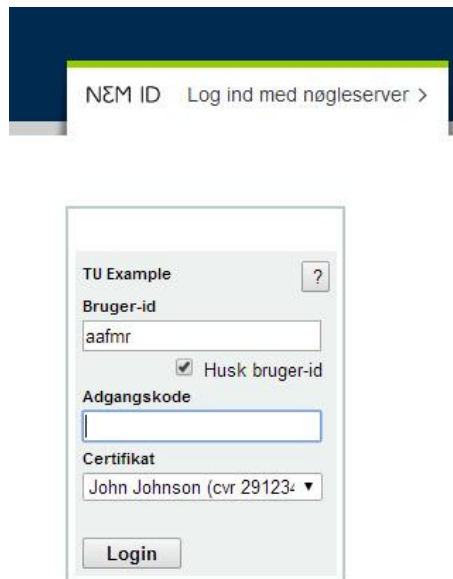 NEM ID Log ind med nøgleserver >
TU Example
?
Bruger-id
aafmr
Husk bruger-id
Adgangskode
Certifikat
John Johnson (cvr 29123
Login